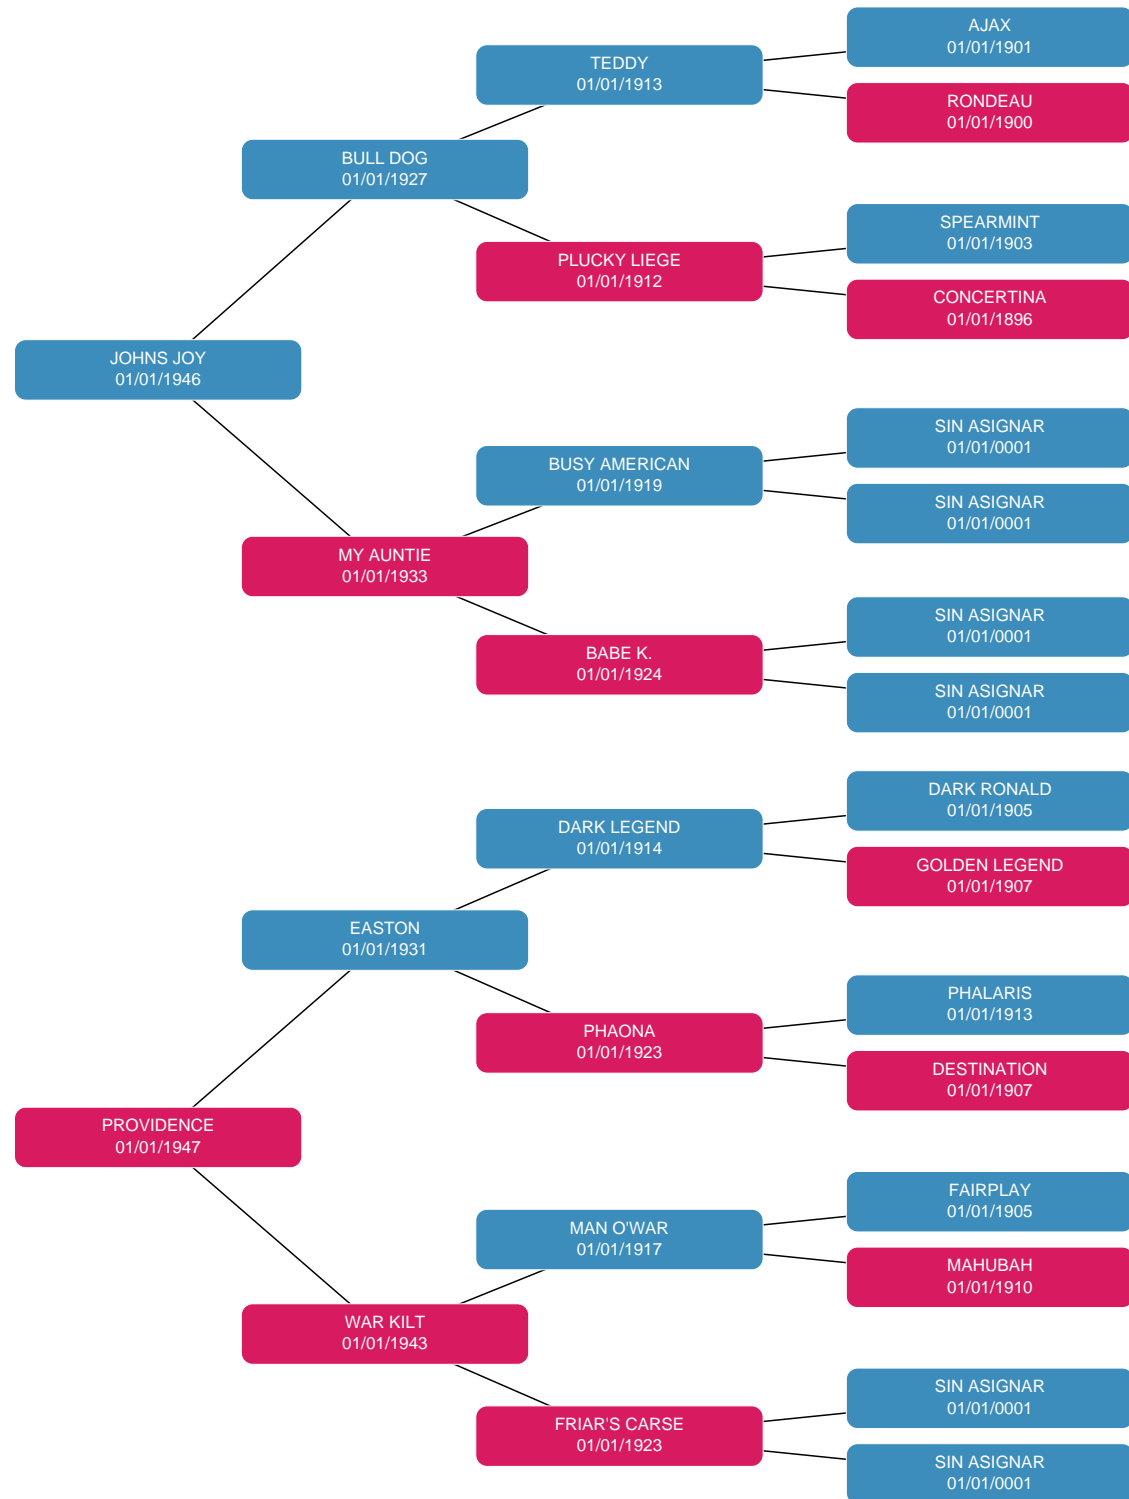 AJAX
01/01/1901
TEDDY
01/01/1913
RONDEAU
01/01/1900
BULL DOG
01/01/1927
SPEARMINT
01/01/1903
PLUCKY LIEGE
01/01/1912
CONCERTINA
01/01/1896
JOHNS JOY
01/01/1946
SIN ASIGNAR
01/01/0001
BUSY AMERICAN
01/01/1919
SIN ASIGNAR
01/01/0001
MY AUNTIE
01/01/1933
SIN ASIGNAR
01/01/0001
BABE K.
01/01/1924
SIN ASIGNAR
01/01/0001
DARK RONALD
01/01/1905
DARK LEGEND
01/01/1914
GOLDEN LEGEND
01/01/1907
EASTON
01/01/1931
PHALARIS
01/01/1913
PHAONA
01/01/1923
DESTINATION
01/01/1907
PROVIDENCE
01/01/1947
FAIRPLAY
01/01/1905
MAN O'WAR
01/01/1917
MAHUBAH
01/01/1910
WAR KILT
01/01/1943
SIN ASIGNAR
01/01/0001
FRIAR'S CARSE
01/01/1923
SIN ASIGNAR
01/01/0001